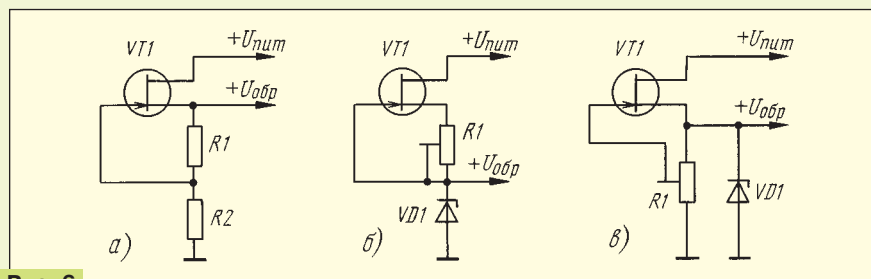 +Uпит
VT1
+Uобр
R1
R2
а)
+Uпит
VT1
R1
+Uобр
VD1
б)
+Uпит
VT1
+Uобр
R1
VD1
в)